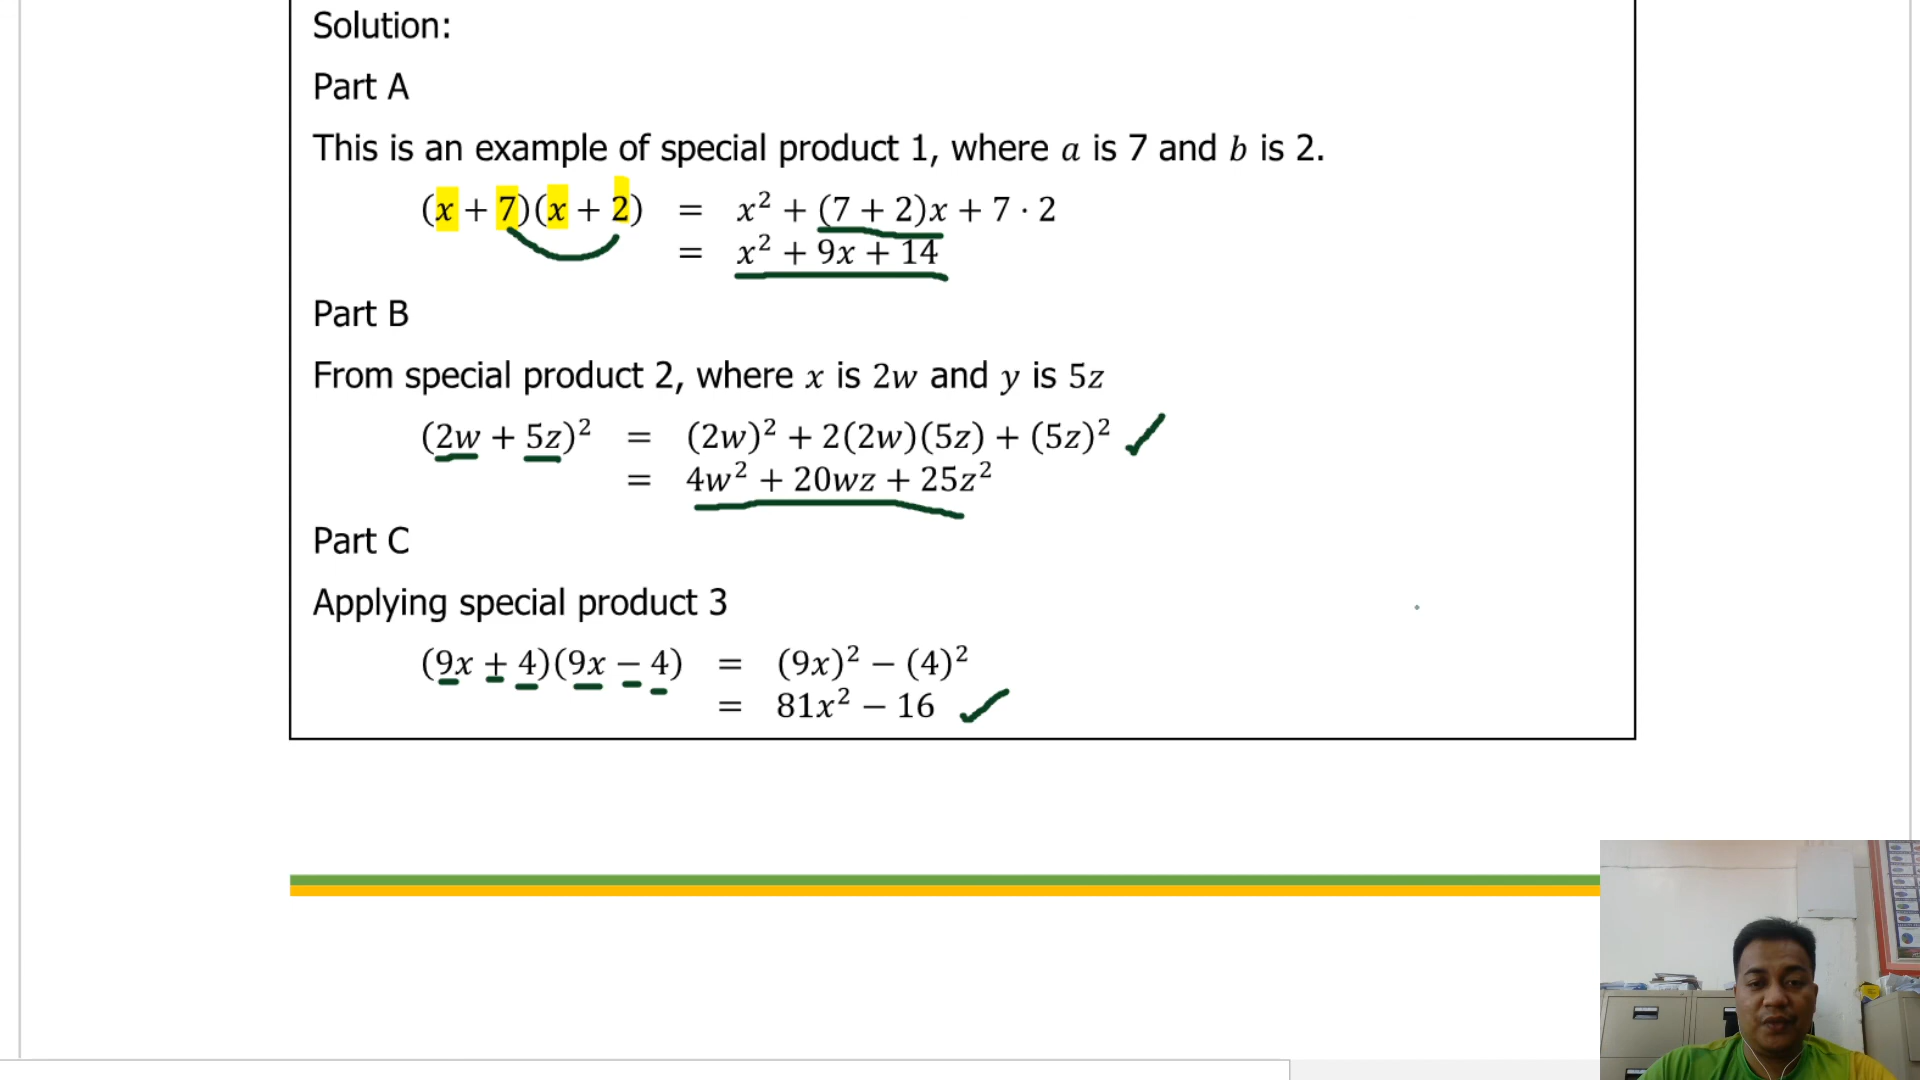 Solution:
Part A
This is an example of special product 1, where a is 7 and b is 2.
(x + 7)(x + 2) = x² + (7 + 2)x + 7 · 2
= x² + 9x + 14
Part B
From special product 2, where x is 2w and y is 5z
(2w + 5z)² = (2w)² + 2(2w)(5z) + (5z)²
= 4w² + 20wz + 25z²
Part C
Applying special product 3
(9x + 4)(9x − 4) = (9x)² − (4)²
= 81x² − 16